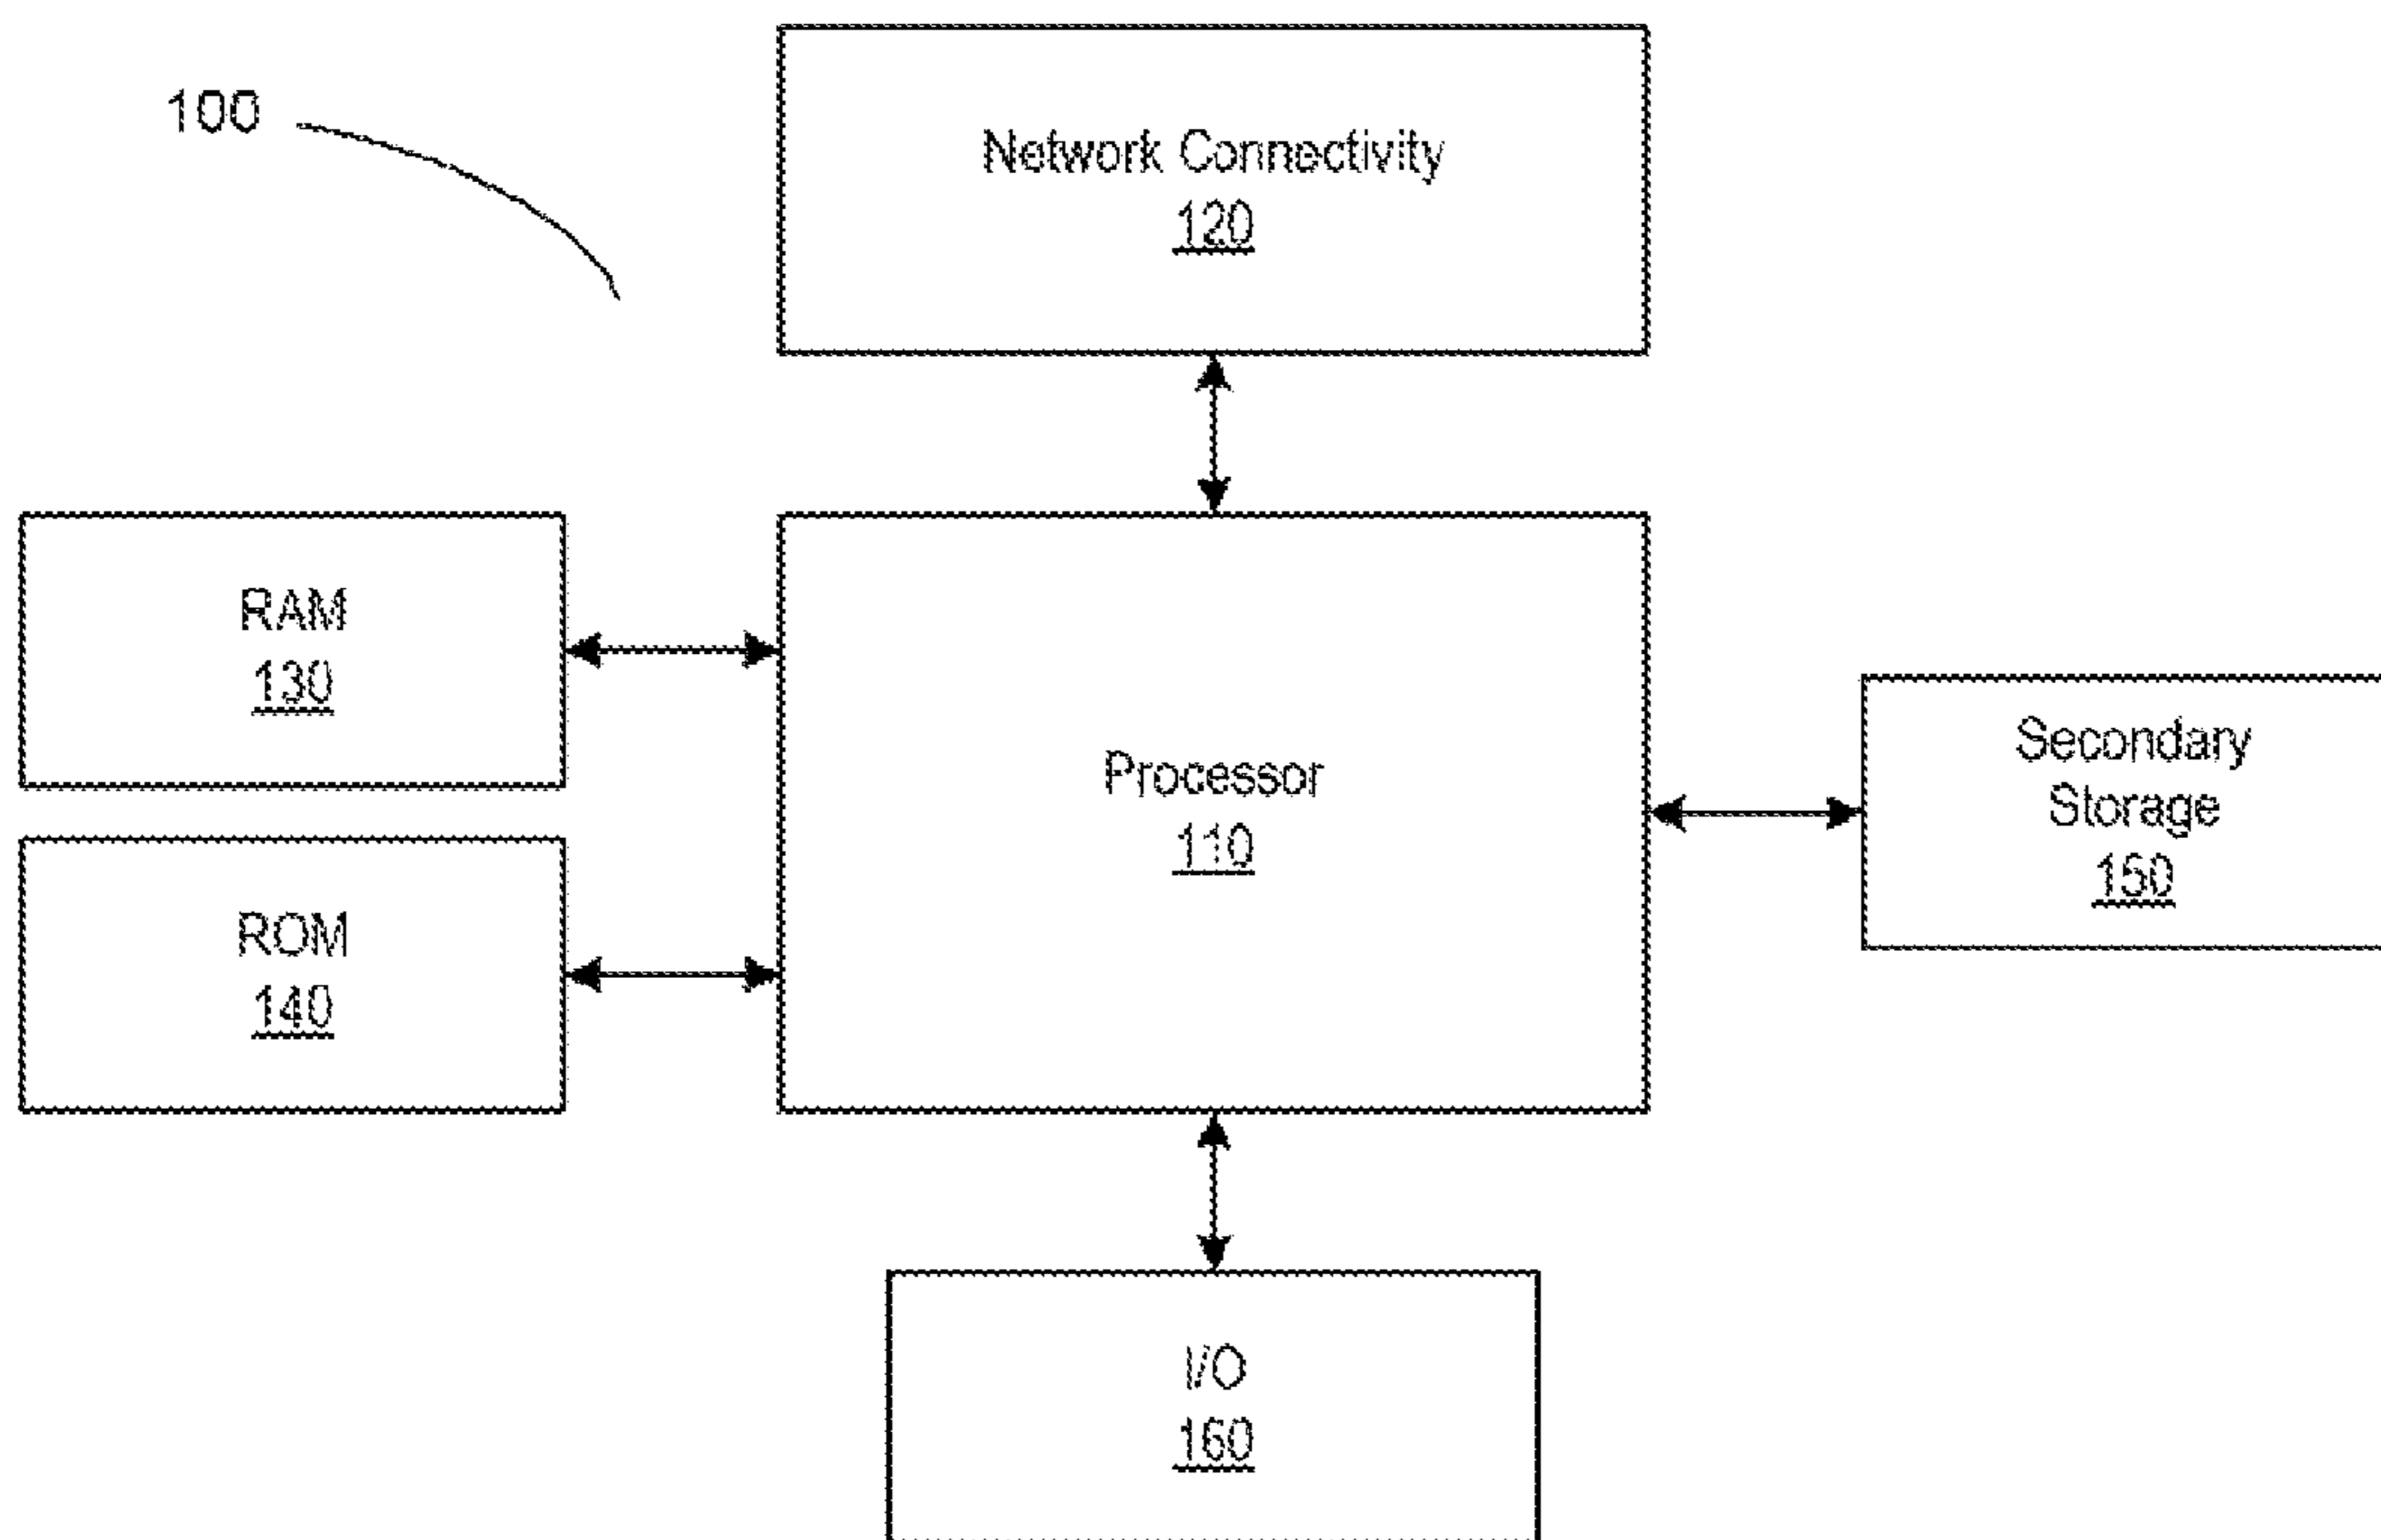 100
Network Connectivity
120
RAM
130
Processor
110
Secondary
Storage
150
ROM
140
I/O
160